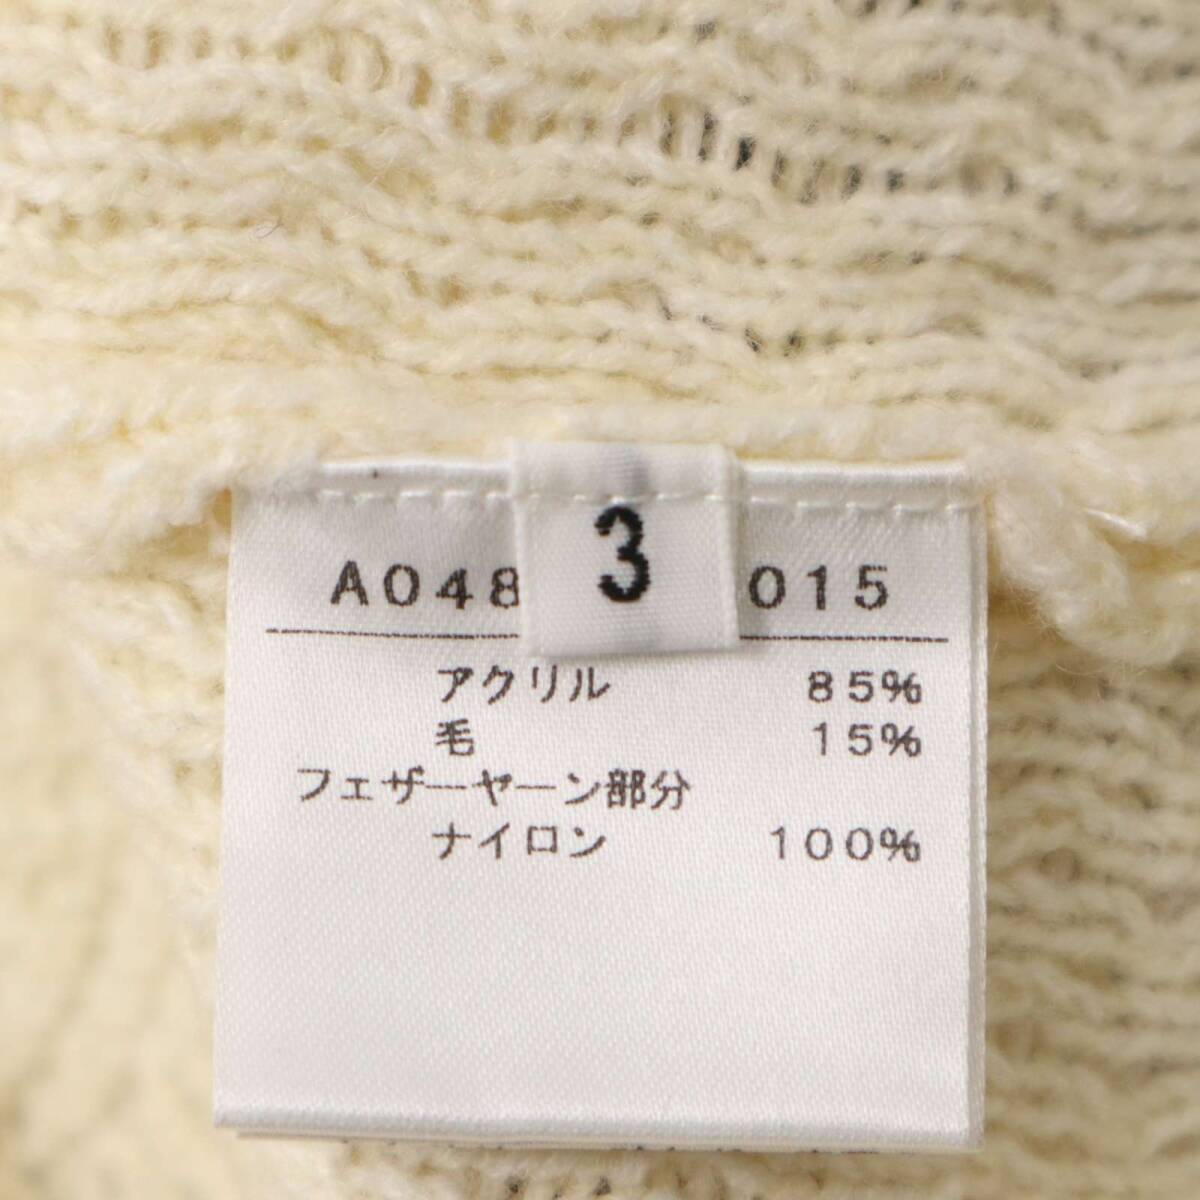 3
A048 015
アクリル 85%
毛 15%
フェザーヤーン部分
ナイロン 100%